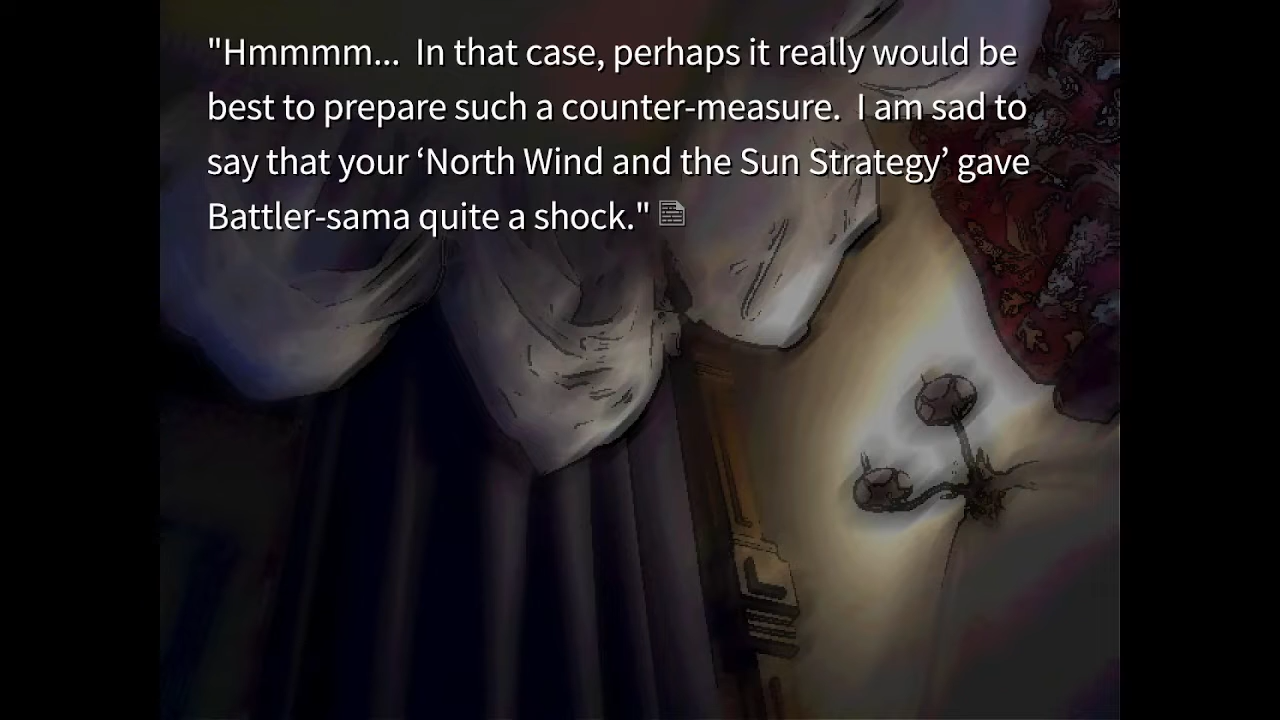 "Hmmmm...  In that case, perhaps it really would be
best to prepare such a counter-measure.  I am sad to
say that your ‘North Wind and the Sun Strategy’ gave
Battler-sama quite a shock."